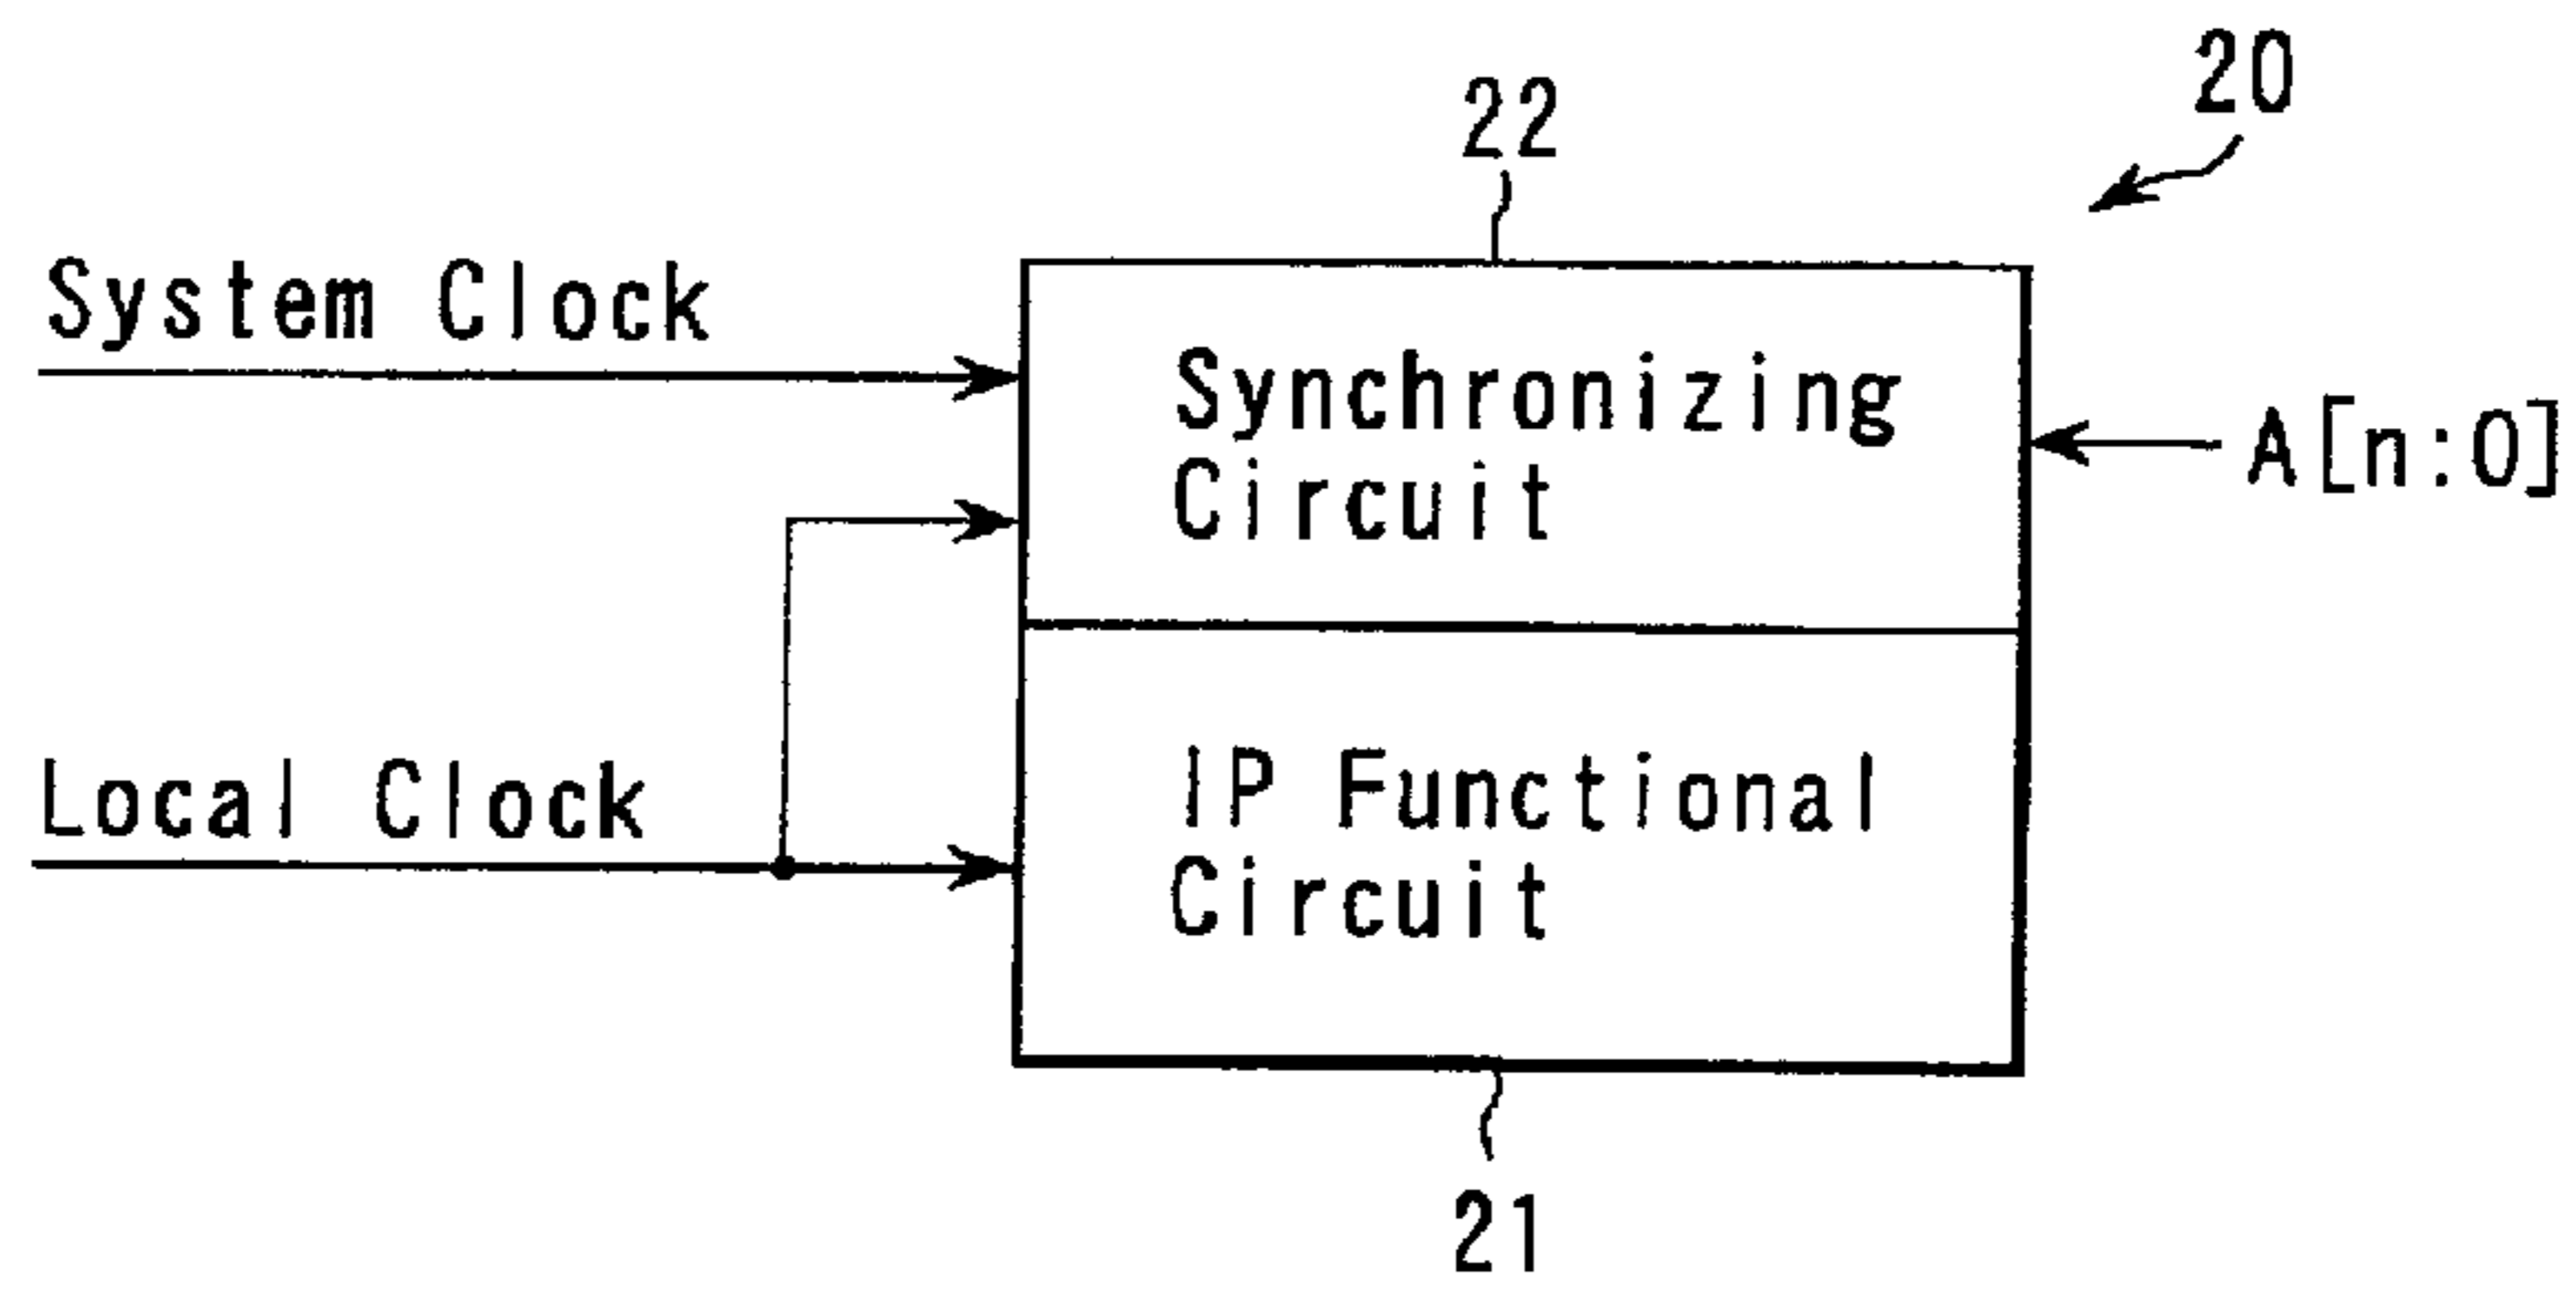 20
22
System Clock
Synchronizing
Circuit
A[n:0]
Local Clock
IP Functional
Circuit
21